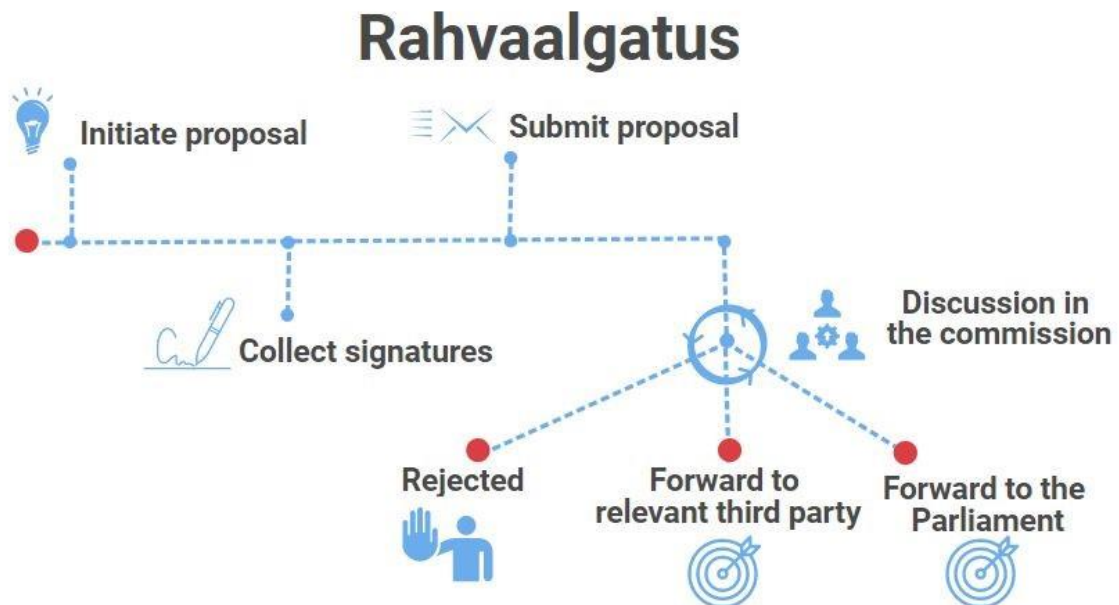 Rahvaalgatus
Initiate proposal
Submit proposal
Collect signatures
Discussion in
the commission
Rejected
Forward to
relevant third party
Forward to the
Parliament